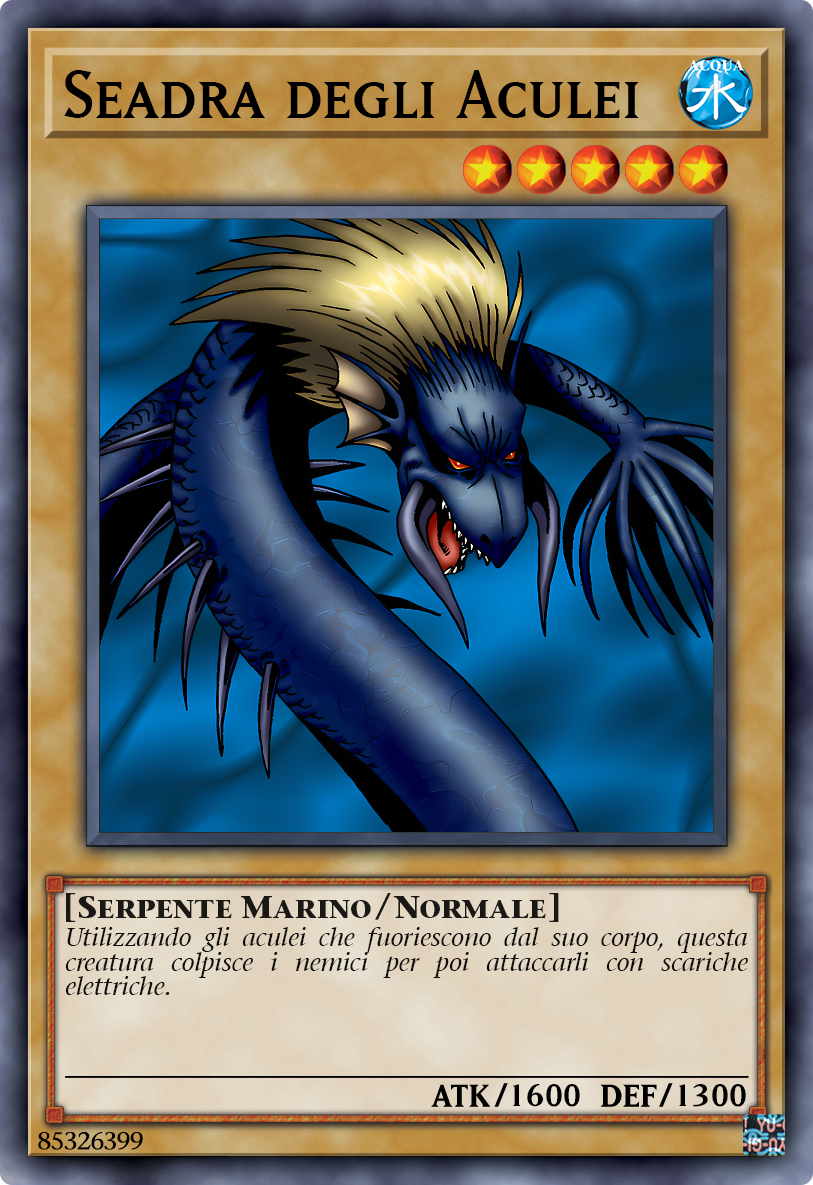 Seadra degli Aculei
ACQUA
水
[Serpente Marino/Normale]
Utilizzando gli aculei che fuoriescono dal suo corpo, questa
creatura colpisce i nemici per poi attaccarli con scariche
elettriche.
ATK/1600 DEF/1300
85326399